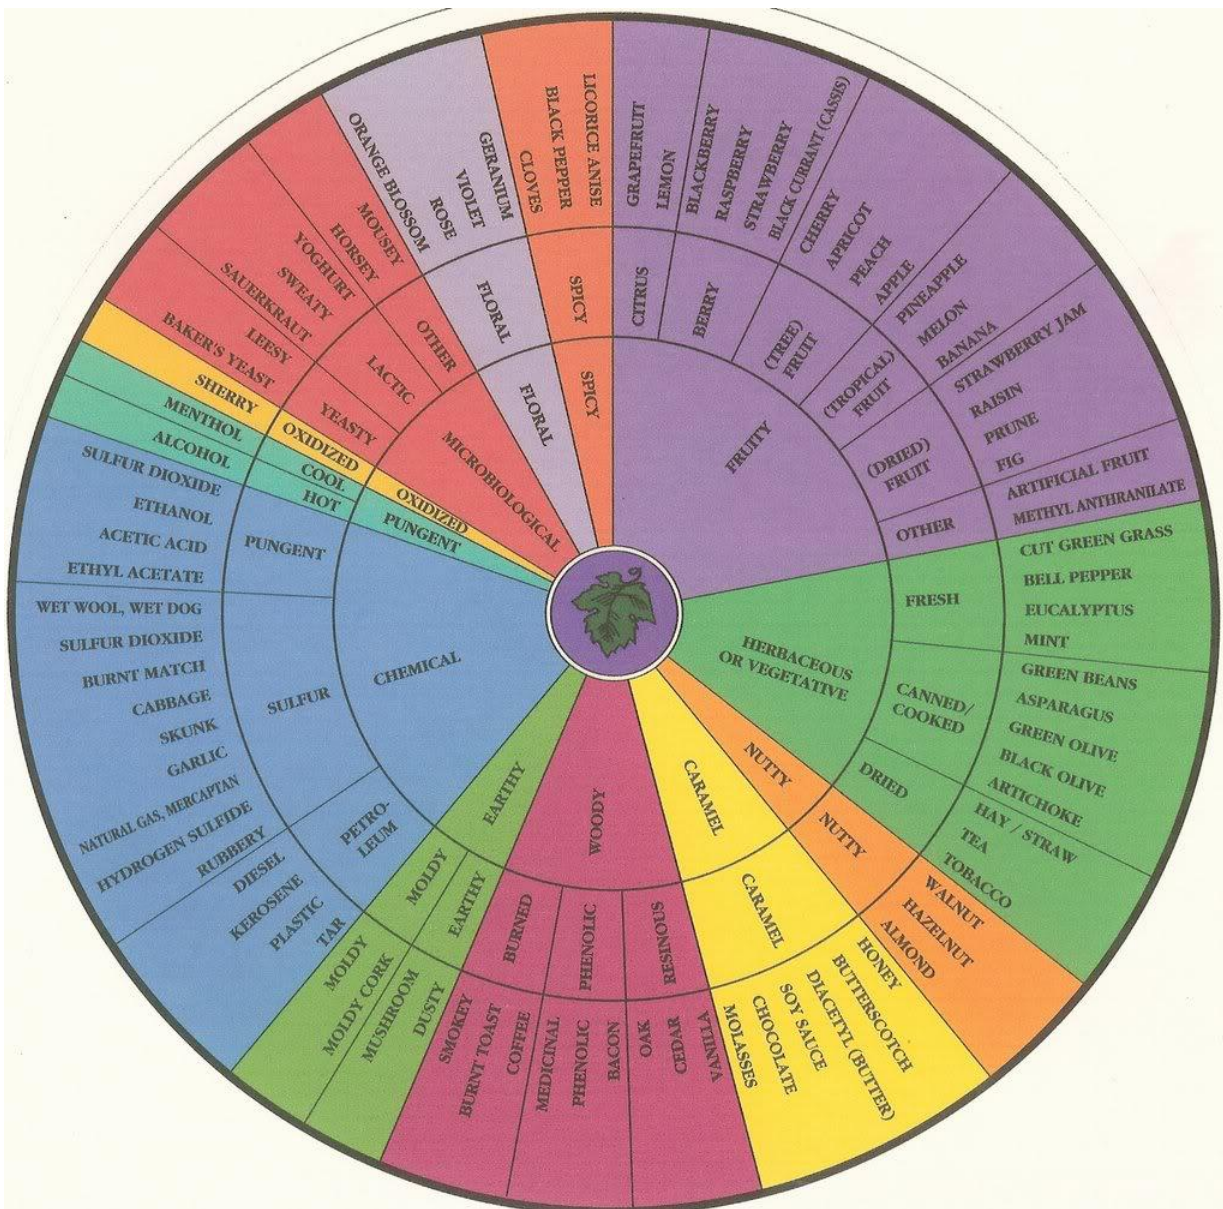 FRUITY
CITRUS
GRAPEFRUIT
LEMON
BERRY
BLACKBERRY
RASPBERRY
STRAWBERRY
BLACK CURRANT (CASSIS)
(TREE)
FRUIT
CHERRY
APRICOT
PEACH
APPLE
(TROPICAL)
FRUIT
PINEAPPLE
MELON
BANANA
(DRIED)
FRUIT
STRAWBERRY JAM
RAISIN
PRUNE
FIG
OTHER
ARTIFICIAL FRUIT
METHYL ANTHRANILATE
HERBACEOUS
OR VEGETATIVE
FRESH
CUT GREEN GRASS
BELL PEPPER
EUCALYPTUS
MINT
CANNED/
COOKED
GREEN BEANS
ASPARAGUS
GREEN OLIVE
BLACK OLIVE
ARTICHOKE
DRIED
HAY / STRAW
TEA
TOBACCO
NUTTY
NUTTY
WALNUT
HAZELNUT
ALMOND
CARAMEL
CARAMEL
HONEY
BUTTERSCOTCH
DIACETYL (BUTTER)
SOY SAUCE
CHOCOLATE
MOLASSES
WOODY
RESINOUS
VANILLA
CEDAR
OAK
PHENOLIC
BACON
PHENOLIC
MEDICINAL
BURNED
COFFEE
BURNT TOAST
SMOKEY
EARTHY
EARTHY
DUSTY
MUSHROOM
MOLDY
MOLDY CORK
MOLDY
CHEMICAL
PETRO-
LEUM
TAR
PLASTIC
KEROSENE
DIESEL
SULFUR
RUBBERY
HYDROGEN SULFIDE
NATURAL GAS, MERCAPTAN
GARLIC
SKUNK
CABBAGE
BURNT MATCH
SULFUR DIOXIDE
WET WOOL, WET DOG
PUNGENT
ETHYL ACETATE
ACETIC ACID
ETHANOL
SULFUR DIOXIDE
PUNGENT
HOT
ALCOHOL
COOL
MENTHOL
OXIDIZED
OXIDIZED
SHERRY
MICROBIOLOGICAL
YEASTY
BAKER'S YEAST
LEESY
LACTIC
SAUERKRAUT
SWEATY
YOGHURT
OTHER
HORSEY
MOUSEY
FLORAL
FLORAL
ORANGE BLOSSOM
ROSE
VIOLET
GERANIUM
SPICY
SPICY
CLOVES
BLACK PEPPER
LICORICE ANISE